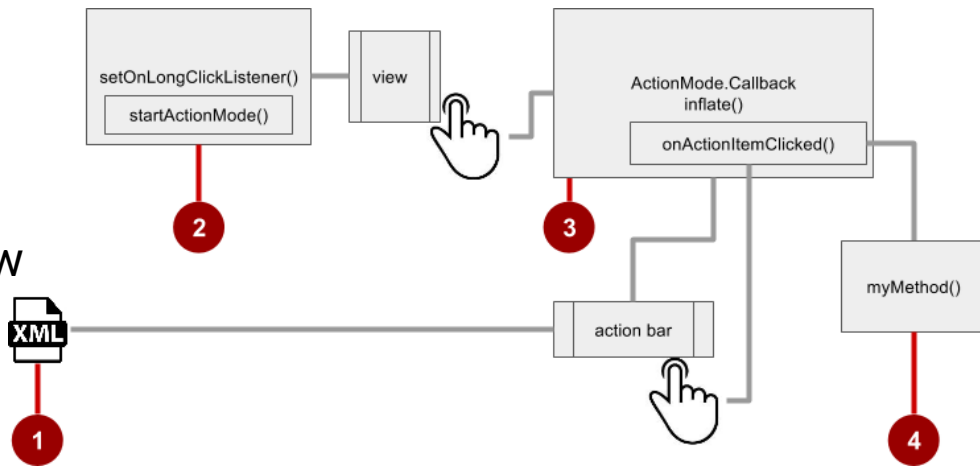 setOnLongClickListener()
startActionMode()
view
ActionMode.Callback
inflate()
onActionItemClicked()
2
3
W
XML
action bar
myMethod()
1
4